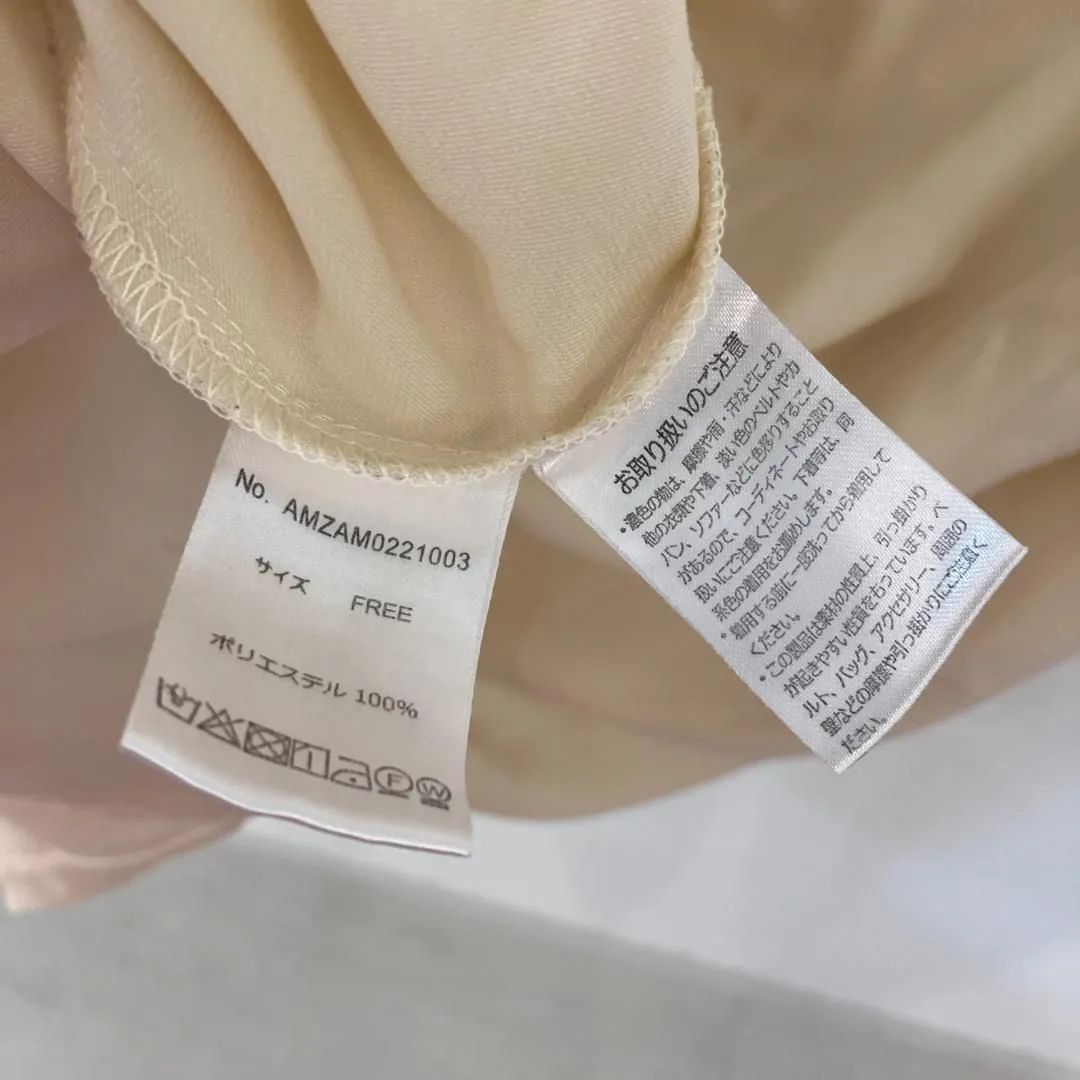 No. AMZAM0221003
サイズ FREE
ポリエステル 100%
F W
お取り扱いのご注意
・濃色の物は、摩擦や雨・汗などにより
他の衣類や下着、淡い色のベルトやカ
バン、ソファーなどに色移りすること
があるので、コーディネートやお取り
扱いにご注意ください。下着等は、同
系色の着用をお薦めします。
・着用する前に一度洗ってから着用して
ください。
・この製品は素材の性質上、引っ掛かり
が起きやすい性質をもっています。ベ
ルト、バッグ、アクセサリー、周囲の
壁などの摩擦や引っ掛かりにご注意く
ださい。